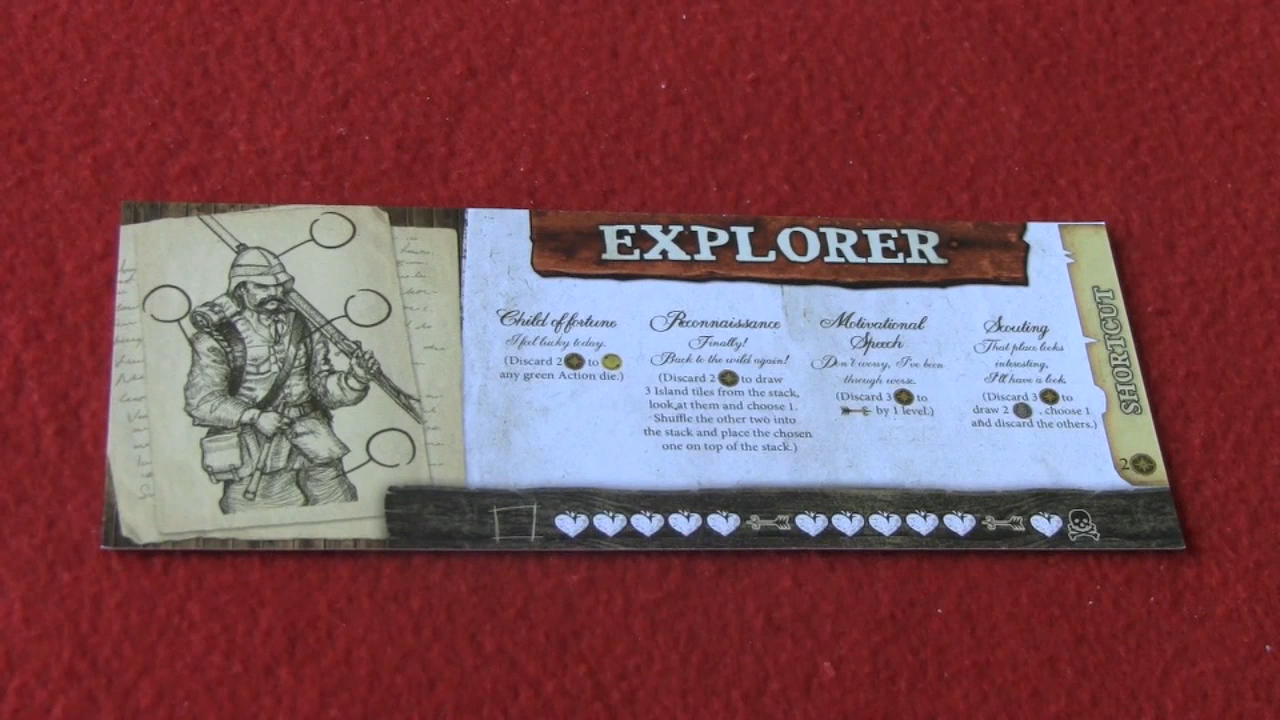 EXPLORER
Child of fortune
I feel lucky today.
(Discard 2 to
any green Action die.)
Reconnaissance
Finally!
Back to the wild again!
(Discard 2 to draw
3 Island tiles from the stack,
look at them and choose 1.
Shuffle the other two into
the stack and place the chosen
one on top of the stack.)
Motivational
Speech
Don't worry, I've been
through worse.
(Discard 3 to
by 1 level.)
Scouting
That place looks
interesting,
I'll have a look.
(Discard 3 to
draw 2 , choose 1
and discard the others.)
SHORTCUT
2